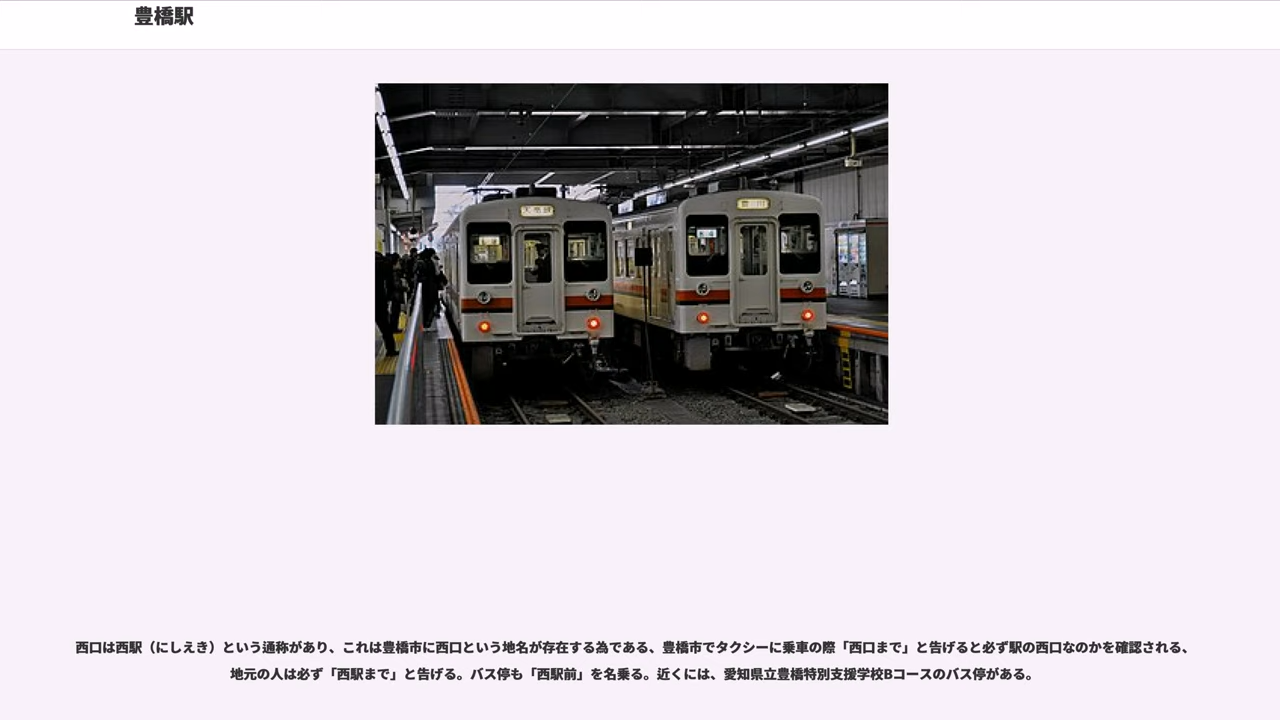 豊橋駅
西口は西駅（にしえき）という通称があり、これは豊橋市に西口という地名が存在する為である、豊橋市でタクシーに乗車の際「西口まで」と告げると必ず駅の西口なのかを確認される、
地元の人は必ず「西駅まで」と告げる。バス停も「西駅前」を名乗る。近くには、愛知県立豊橋特別支援学校Bコースのバス停がある。